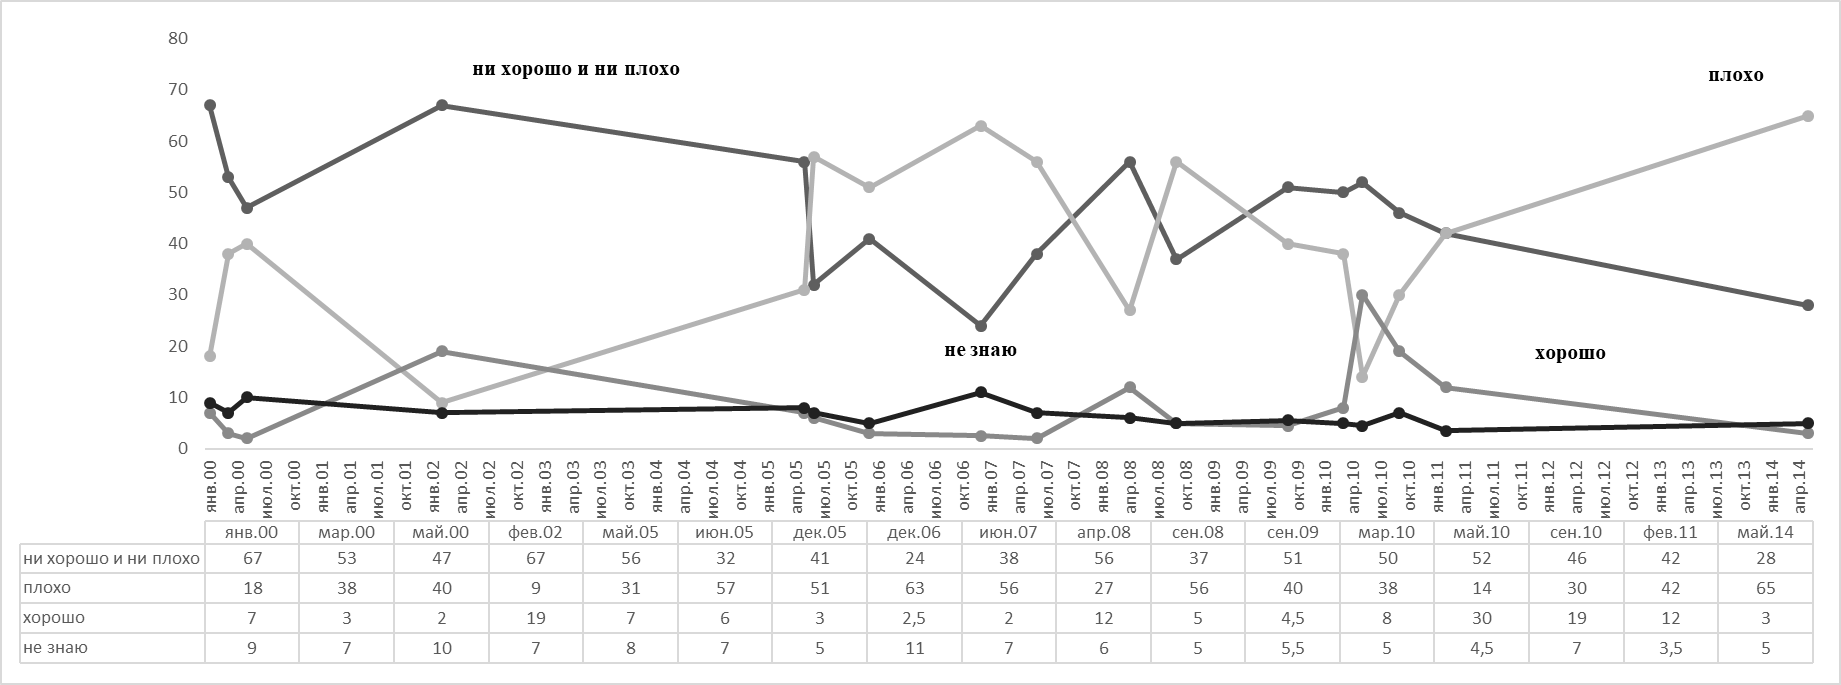 80
ни хорошо и ни плохо
плохо
70
60
50
40
не знаю
хорошо
30
20
10
0
янв.00 апр.00 июл.00 окт.00 янв.01 апр.01 июл.01 окт.01 янв.02 апр.02 июл.02 окт.02 янв.03 апр.03 июл.03 окт.03 янв.04 апр.04 июл.04 окт.04 янв.05 апр.05 июл.05 окт.05 янв.06 апр.06 июл.06 окт.06 янв.07 апр.07 июл.07 окт.07 янв.08 апр.08 июл.08 окт.08 янв.09 апр.09 июл.09 окт.09 янв.10 апр.10 июл.10 окт.10 янв.11 апр.11 июл.11 окт.11 янв.12 апр.12 июл.12 окт.12 янв.13 апр.13 июл.13 окт.13 янв.14 апр.14
янв.00 мар.00 май.00 фев.02 май.05 июн.05 дек.05 дек.06 июн.07 апр.08 сен.08 сен.09 мар.10 май.10 сен.10 фев.11 май.14
ни хорошо и ни плохо 67 53 47 67 56 32 41 24 38 56 37 51 50 52 46 42 28
плохо 18 38 40 9 31 57 51 63 56 27 56 40 38 14 30 42 65
хорошо 7 3 2 19 7 6 3 2,5 2 12 5 4,5 8 30 19 12 3
не знаю 9 7 10 7 8 7 5 11 7 6 5 5,5 5 4,5 7 3,5 5